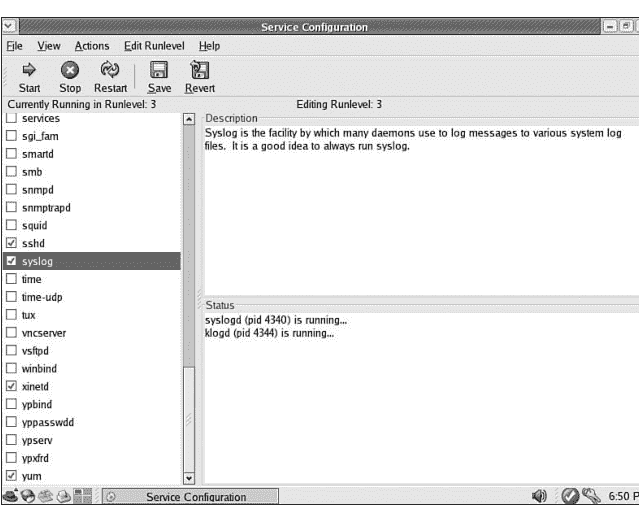 Service Configuration
File View Actions Edit Runlevel Help
Start Stop Restart Save Revert
Currently Running in Runlevel: 3 Editing Runlevel: 3
services
sgi_fam
smartd
smb
snmpd
snmptrapd
squid
sshd
syslog
time
time-udp
tux
vncserver
vsftpd
winbind
xinetd
ypbind
yppasswdd
ypserv
ypxfrd
yum
Description
Syslog is the facility by which many daemons use to log messages to various system log
files. It is a good idea to always run syslog.
Status
syslogd (pid 4340) is running...
klogd (pid 4344) is running...
Service Configuration
6:50 P